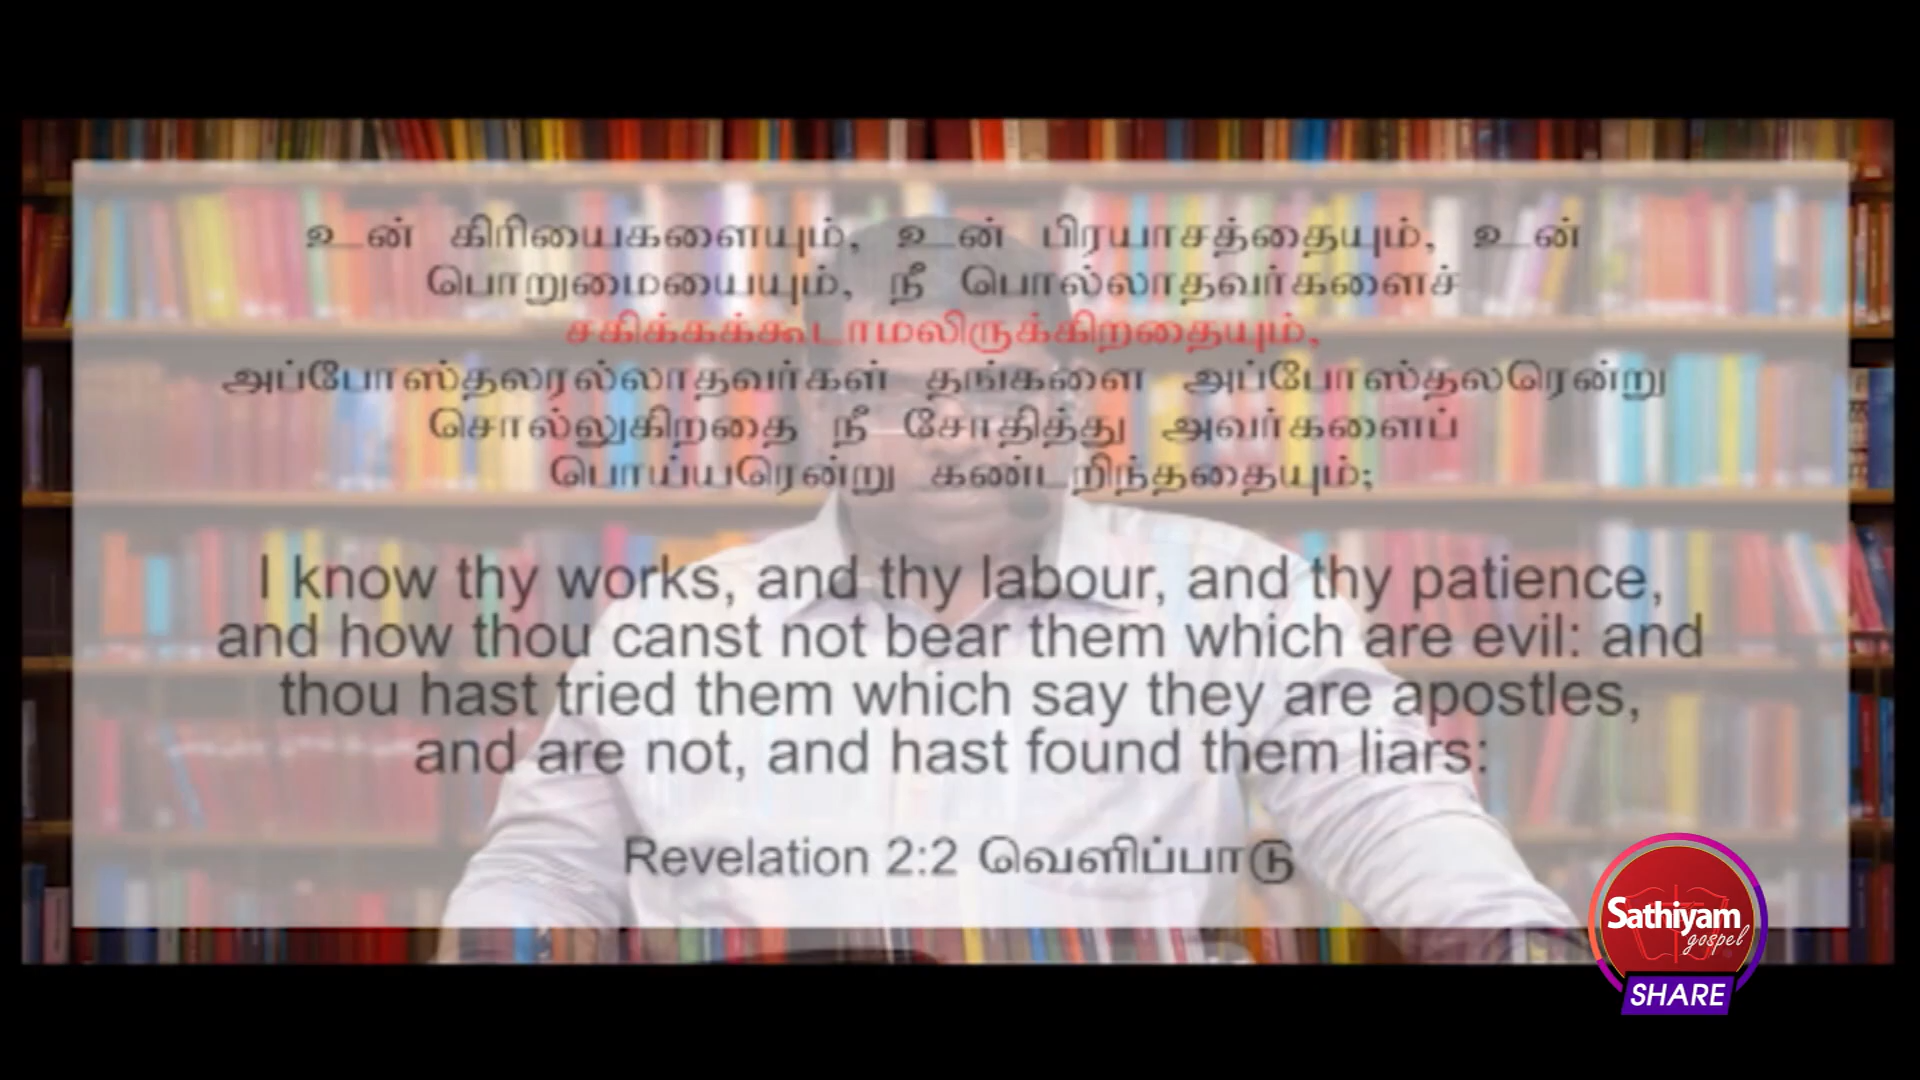 உன் கிரியைகளையும், உன் பிரயாசத்தையும், உன்
பொறுமையையும், நீ பொல்லாதவர்களைச்
சகிக்கக்கூடாமலிருக்கிறதையும்,
அப்போஸ்தலரல்லாதவர்கள் தங்களை அப்போஸ்தலரென்று
சொல்லுகிறதை நீ சோதித்து அவர்களைப்
பொய்யரென்று கண்டறிந்ததையும்;
I know thy works, and thy labour, and thy patience,
and how thou canst not bear them which are evil: and
thou hast tried them which say they are apostles,
and are not, and hast found them liars:
Revelation 2:2 வெளிப்பாடு
Sathiyam
gospel
SHARE